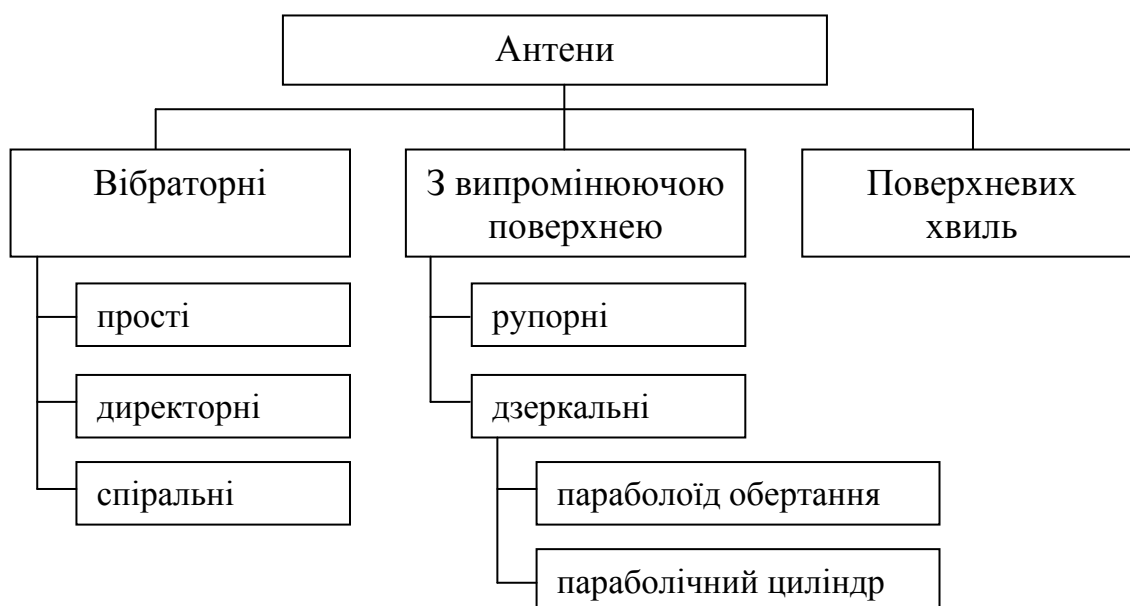 Антени
Вібраторні
З випромінюючою
поверхнею
Поверхневих
хвиль
прості
рупорні
директорні
дзеркальні
спіральні
параболоїд обертання
параболічний циліндр